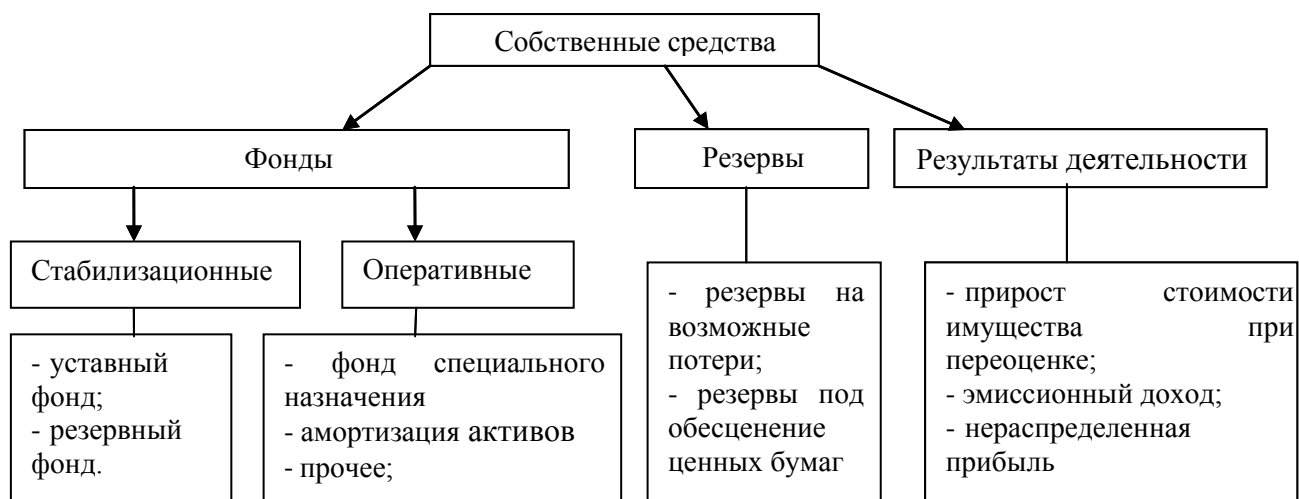 Собственные средства
Фонды
Резервы
Результаты деятельности
Стабилизационные
Оперативные
- уставный
фонд;
- резервный
фонд.
- фонд специального
назначения
- амортизация активов
- прочее;
- резервы на
возможные
потери;
- резервы под
обесценение
ценных бумаг
- прирост стоимости
имущества при
переоценке;
- эмиссионный доход;
- нераспределенная
прибыль